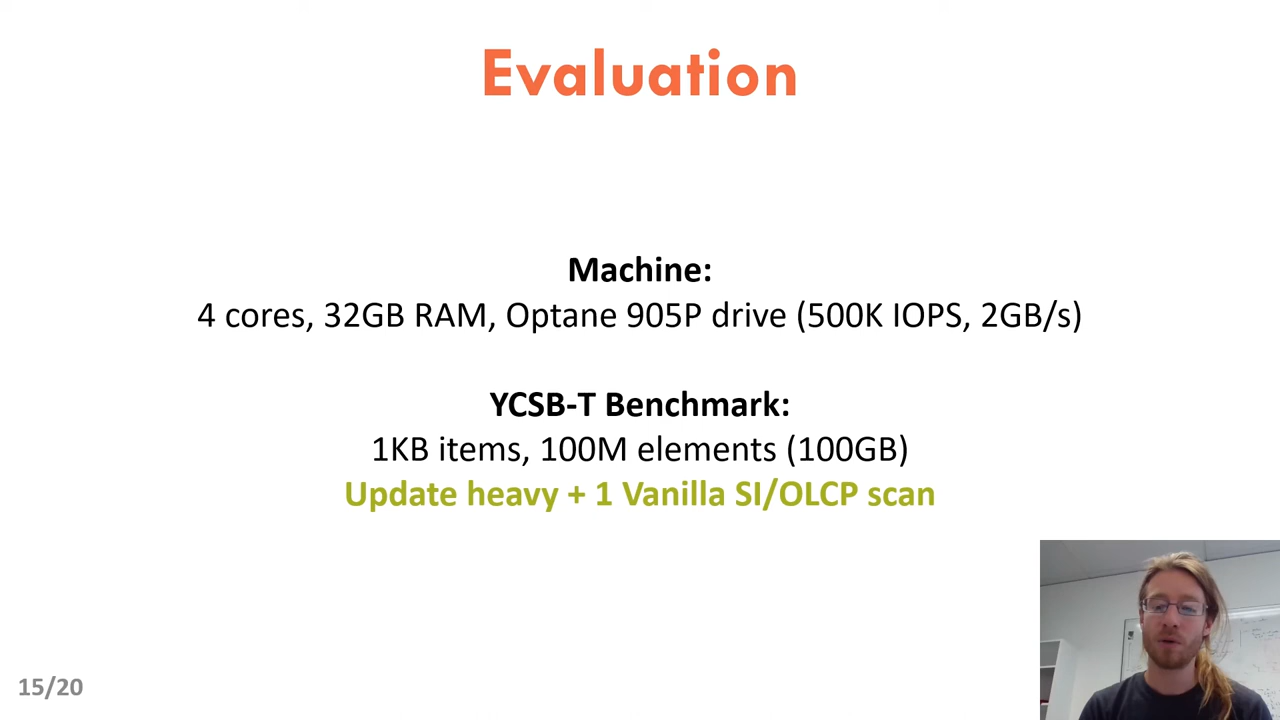 Evaluation
Machine:
4 cores, 32GB RAM, Optane 905P drive (500K IOPS, 2GB/s)
YCSB-T Benchmark:
1KB items, 100M elements (100GB)
Update heavy + 1 Vanilla SI/OLCP scan
15/20